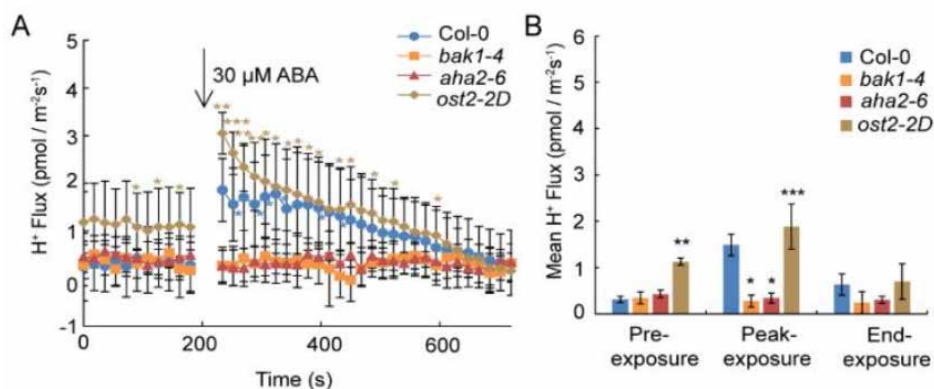 A
H⁺ Flux (pmol / m⁻²s⁻¹)
5
4
3
2
1
0
-1
30 µM ABA
Col-0
bak1-4
aha2-6
ost2-2D
** *** ** ** * * * * * ** * * *
* * *
* * * *
0 200 400 600
Time (s)
B
Mean H⁺ Flux (pmol / m⁻²s⁻¹)
6
5
4
3
2
1
0
Col-0
bak1-4
aha2-6
ost2-2D
**
* *
***
Pre-
exposure
Peak-
exposure
End-
exposure